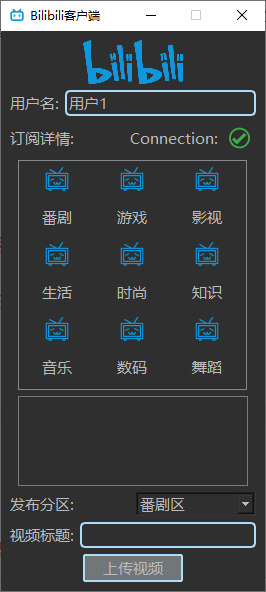 Bilibili客户端
bilibili
用户名: 用户1
订阅详情: Connection:
番剧 游戏 影视
生活 时尚 知识
音乐 数码 舞蹈
发布分区: 番剧区
视频标题:
上传视频